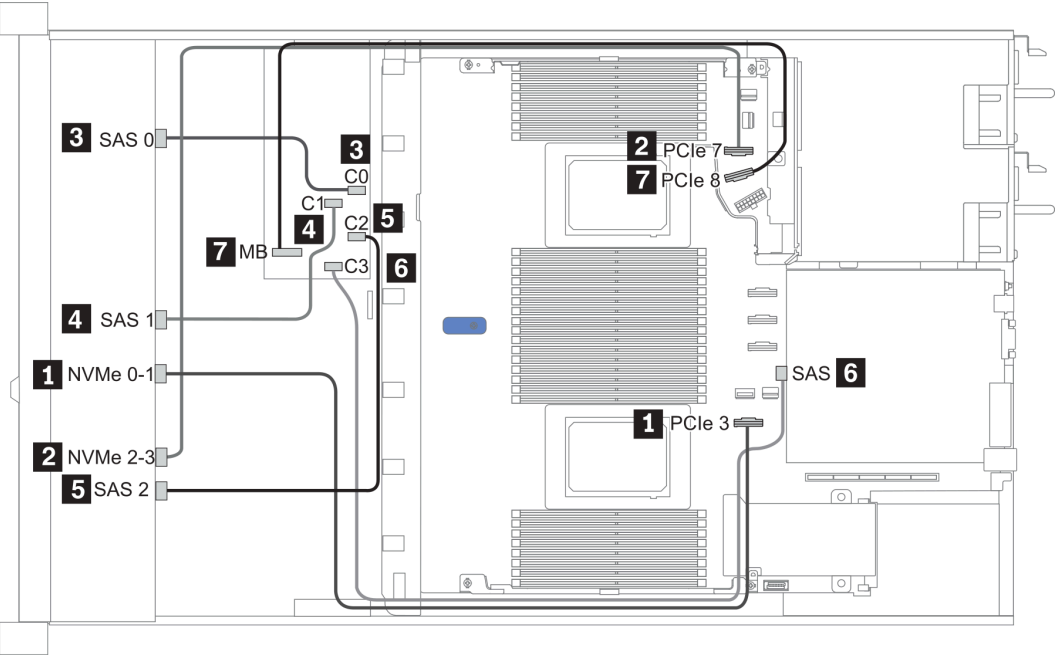 3 SAS 0
3
C0
2 PCIe 7
7 PCIe 8
C1
4
C2 5
7 MB
C3 6
4 SAS 1
1 NVMe 0-1
SAS 6
1 PCIe 3
2 NVMe 2-3
5 SAS 2